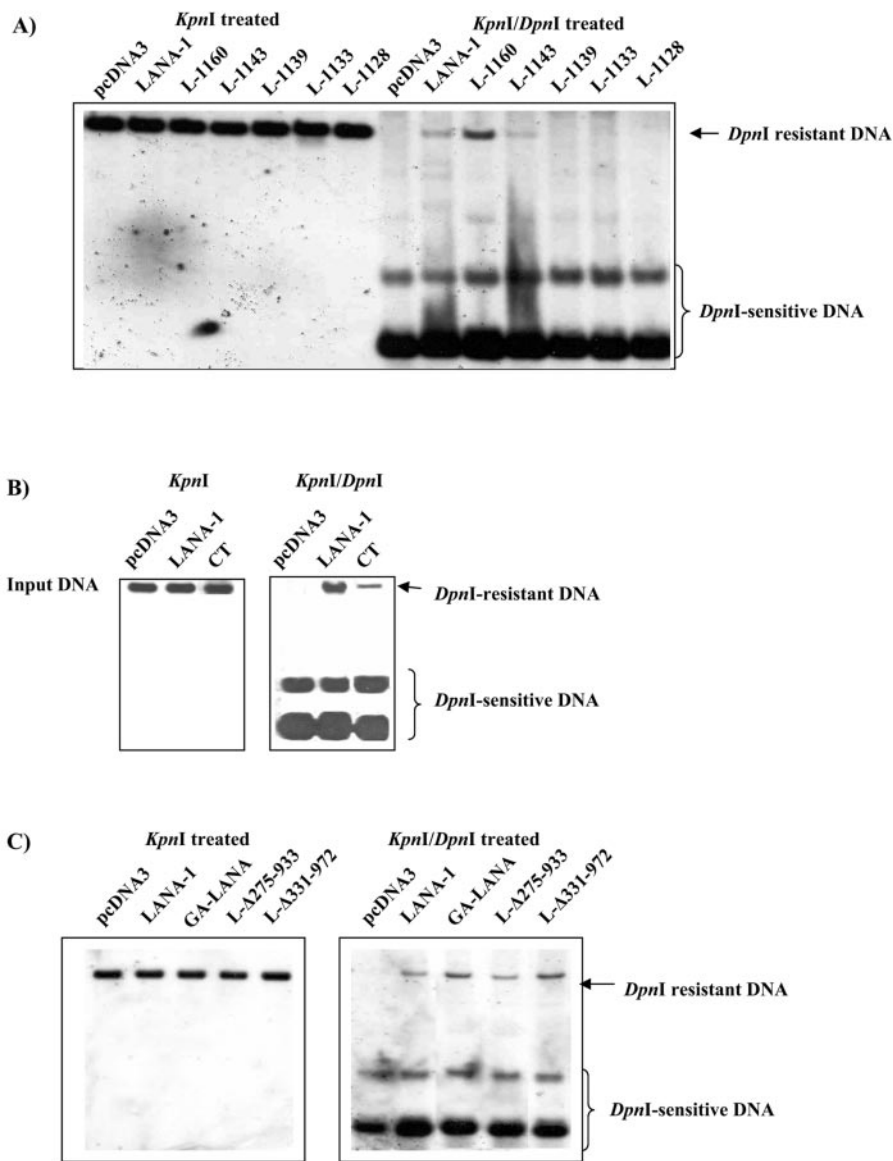 A)
KpnI treated
KpnI/DpnI treated
pcDNA3
LANA-1
L-1160
L-1143
L-1139
L-1133
L-1128
pcDNA3
LANA-1
L-1160
L-1143
L-1139
L-1133
L-1128
DpnI resistant DNA
DpnI-sensitive DNA
B)
KpnI
KpnI/DpnI
pcDNA3
LANA-1
CT
pcDNA3
LANA-1
CT
Input DNA
DpnI-resistant DNA
DpnI-sensitive DNA
C)
KpnI treated
KpnI/DpnI treated
pcDNA3
LANA-1
GA-LANA
L-Δ275-933
L-Δ331-972
pcDNA3
LANA-1
GA-LANA
L-Δ275-933
L-Δ331-972
DpnI resistant DNA
DpnI-sensitive DNA